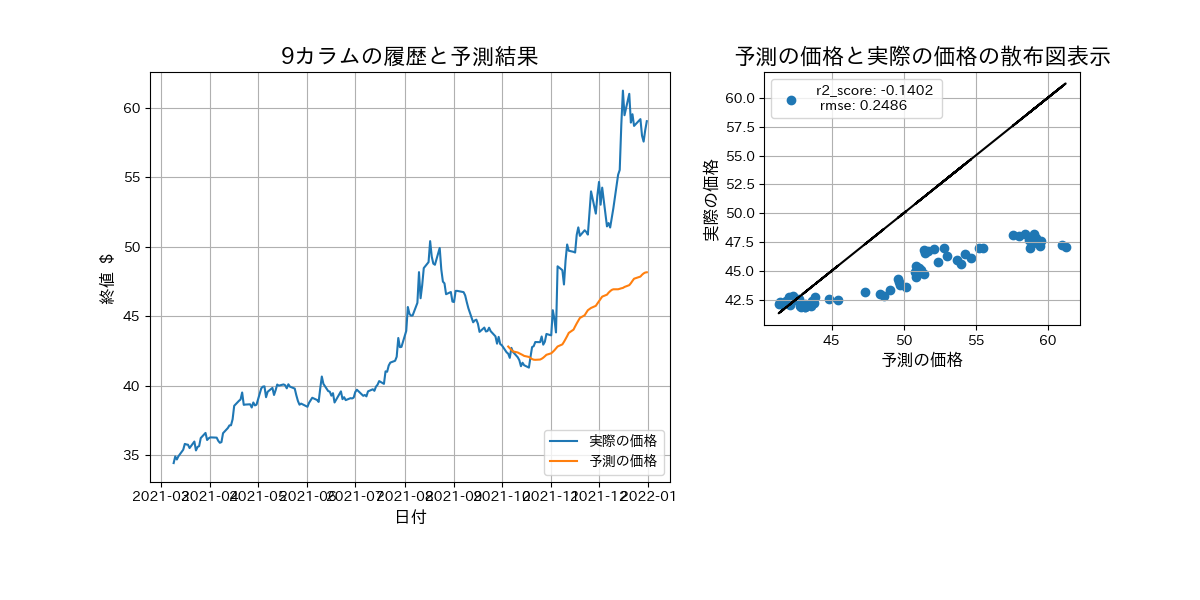 9カラムの履歴と予測結果
60
55
50
45
40
35
終値 $
2021-03 2021-04 2021-05 2021-06 2021-07 2021-08 2021-09 2021-10 2021-11 2021-12 2022-01
日付
実際の価格
予測の価格
予測の価格と実際の価格の散布図表示
r2_score: -0.1402
rmse: 0.2486
60.0
57.5
55.0
52.5
50.0
47.5
45.0
42.5
実際の価格
45 50 55 60
予測の価格